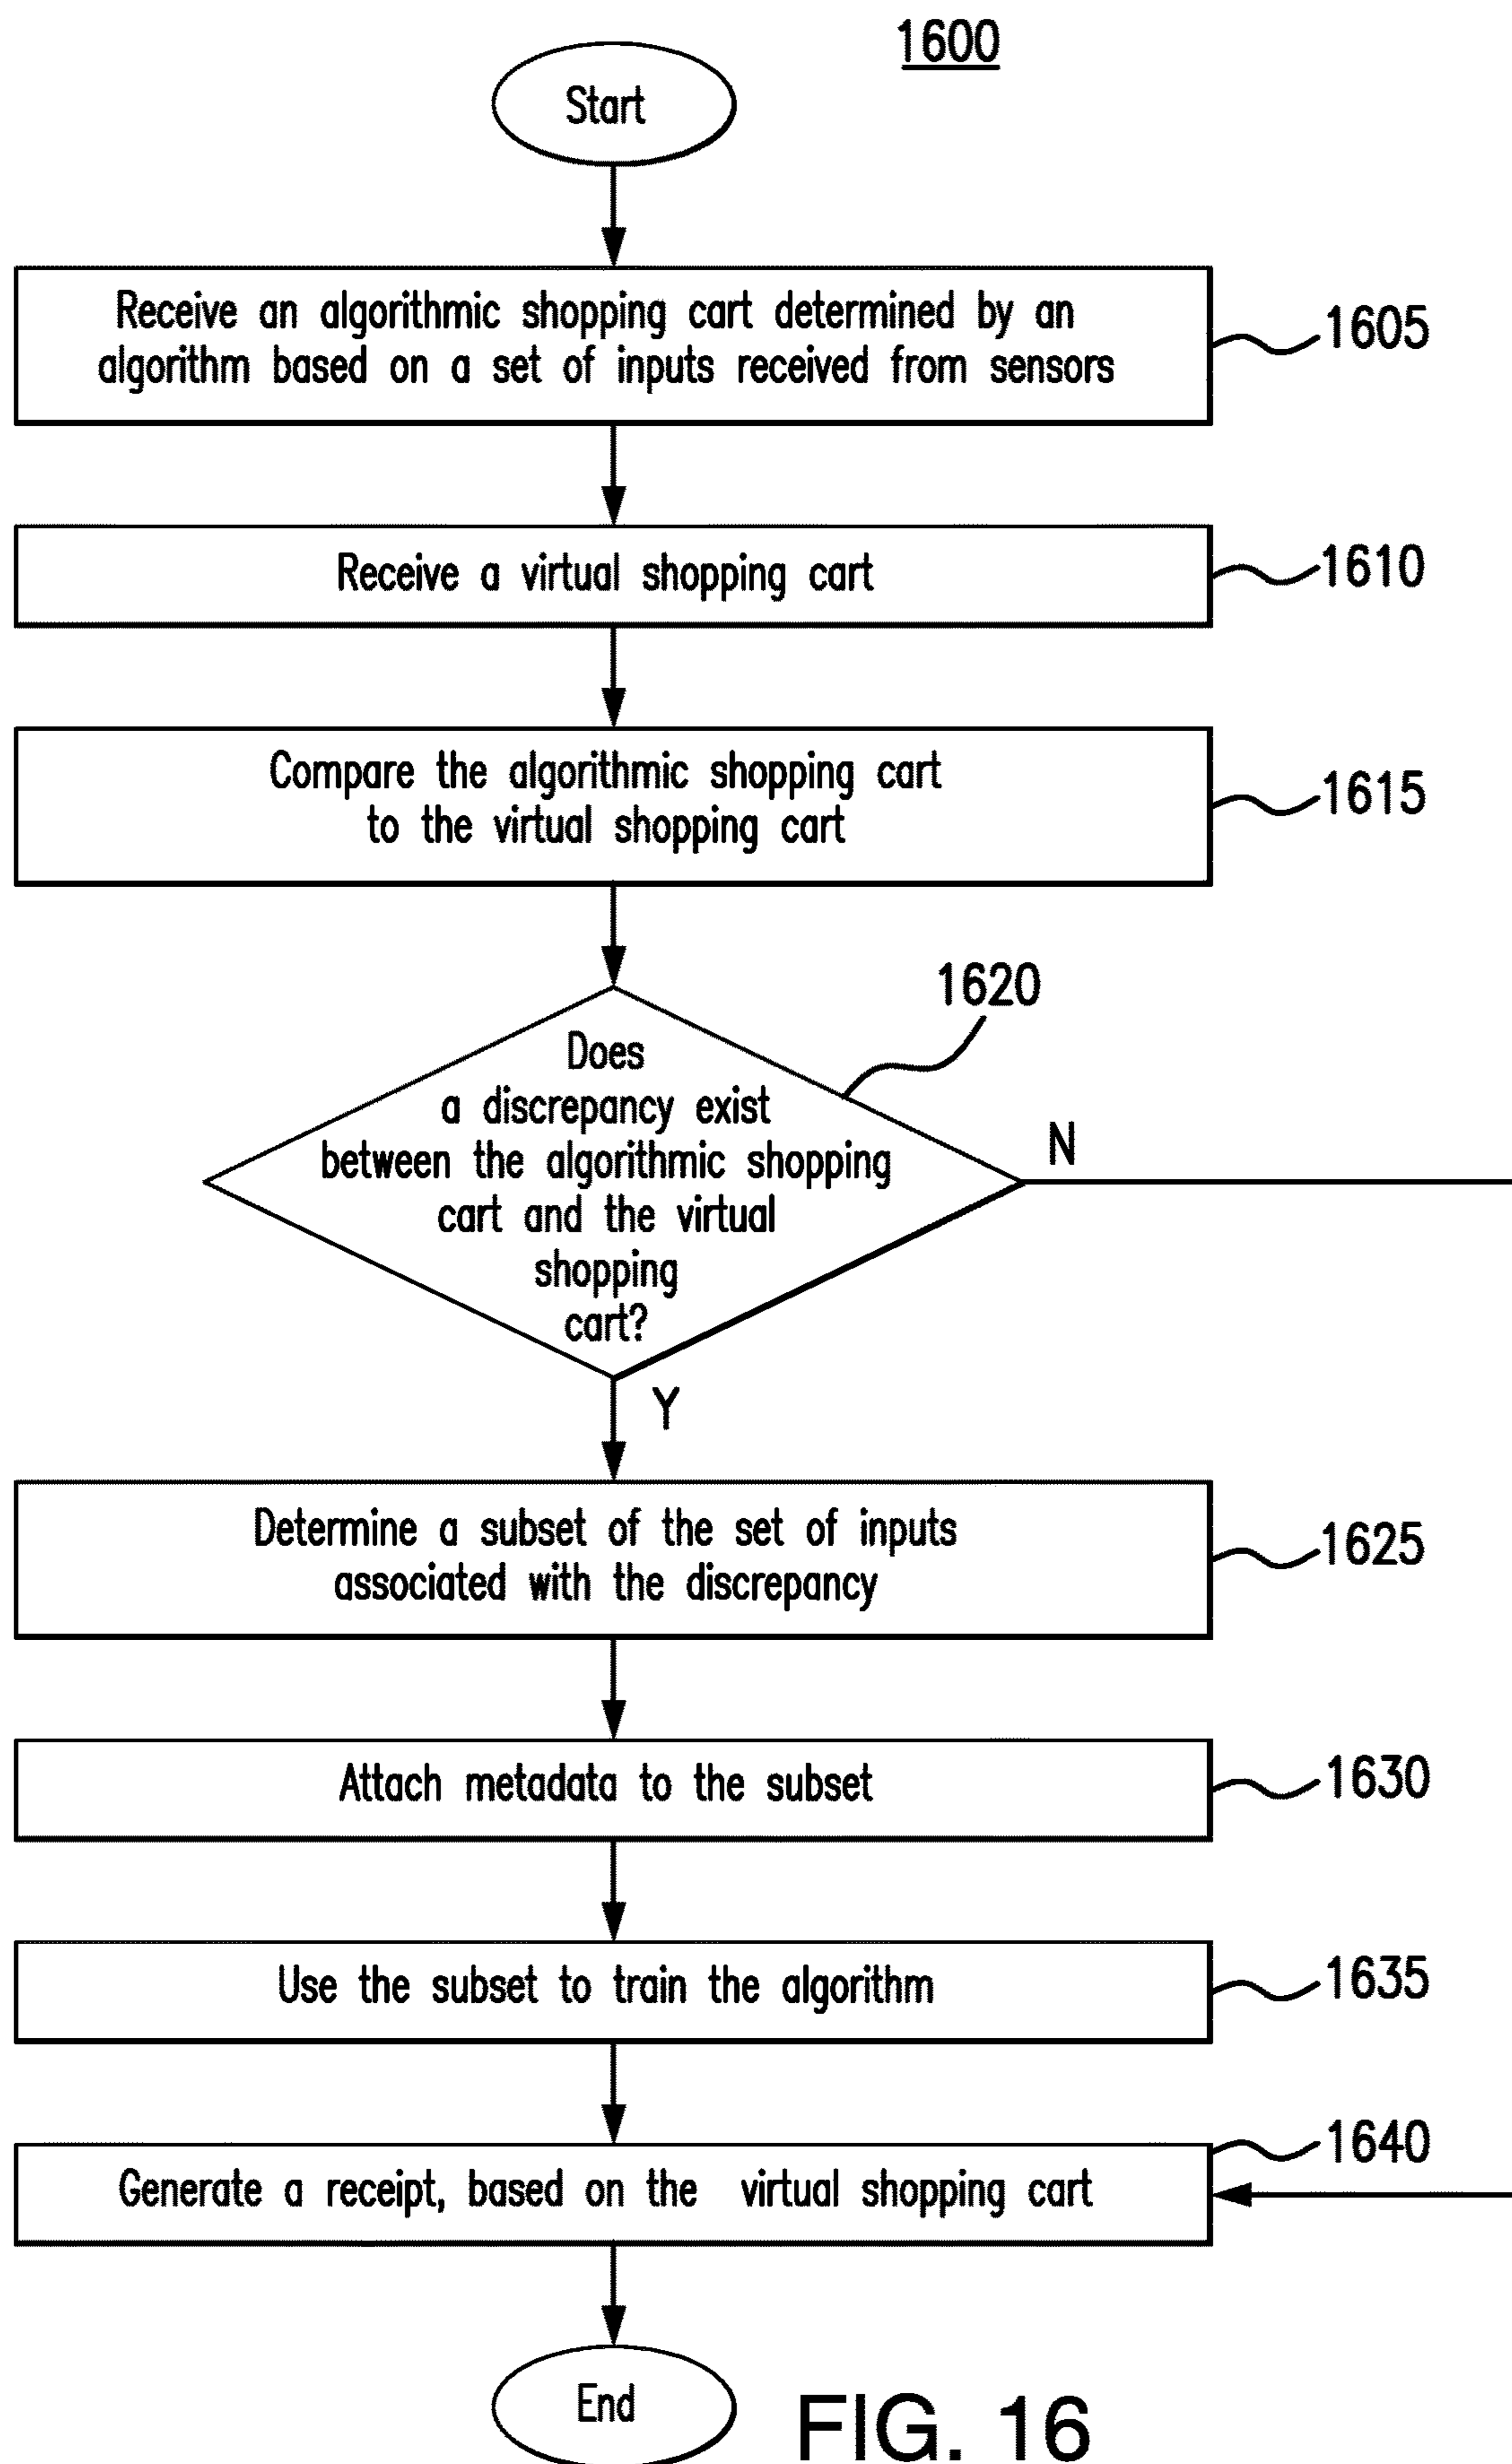 1600
Start
Receive an algorithmic shopping cart determined by an
algorithm based on a set of inputs received from sensors
1605
Receive a virtual shopping cart
1610
Compare the algorithmic shopping cart
to the virtual shopping cart
1615
1620
Does
a discrepancy exist
between the algorithmic shopping
cart and the virtual
shopping
cart?
N
Y
Determine a subset of the set of inputs
associated with the discrepancy
1625
Attach metadata to the subset
1630
Use the subset to train the algorithm
1635
Generate a receipt, based on the virtual shopping cart
1640
End
FIG. 16